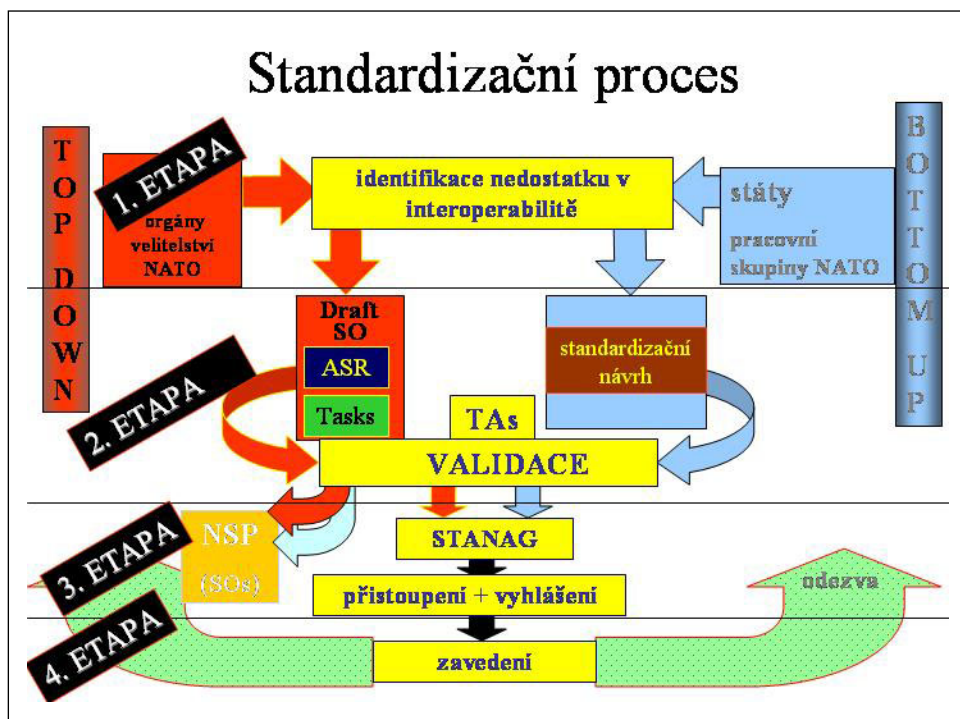 Standardizační proces
TOP DOWN
1. ETAPA
orgány
velitelství
NATO
identifikace nedostatku v
interoperabilitě
státy
pracovní
skupiny NATO
BOTTOM UP
2. ETAPA
Draft
SO
ASR
Tasks
standardizační
návrh
TAs
VALIDACE
3. ETAPA
NSP
(SOs)
STANAG
přistoupení + vyhlášení
odezva
4. ETAPA
zavedení